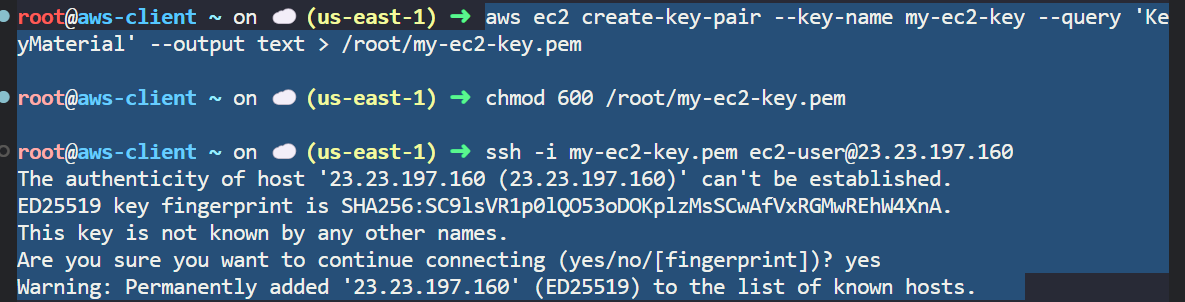 root@aws-client ~ on ☁️ (us-east-1) ➜ aws ec2 create-key-pair --key-name my-ec2-key --query 'Ke
yMaterial' --output text > /root/my-ec2-key.pem
root@aws-client ~ on ☁️ (us-east-1) ➜ chmod 600 /root/my-ec2-key.pem
root@aws-client ~ on ☁️ (us-east-1) ➜ ssh -i my-ec2-key.pem ec2-user@23.23.197.160
The authenticity of host '23.23.197.160 (23.23.197.160)' can't be established.
ED25519 key fingerprint is SHA256:SC9lsVR1p0lQO53oDOKplzMsSCwAfVxRGMwREhW4XnA.
This key is not known by any other names.
Are you sure you want to continue connecting (yes/no/[fingerprint])? yes
Warning: Permanently added '23.23.197.160' (ED25519) to the list of known hosts.